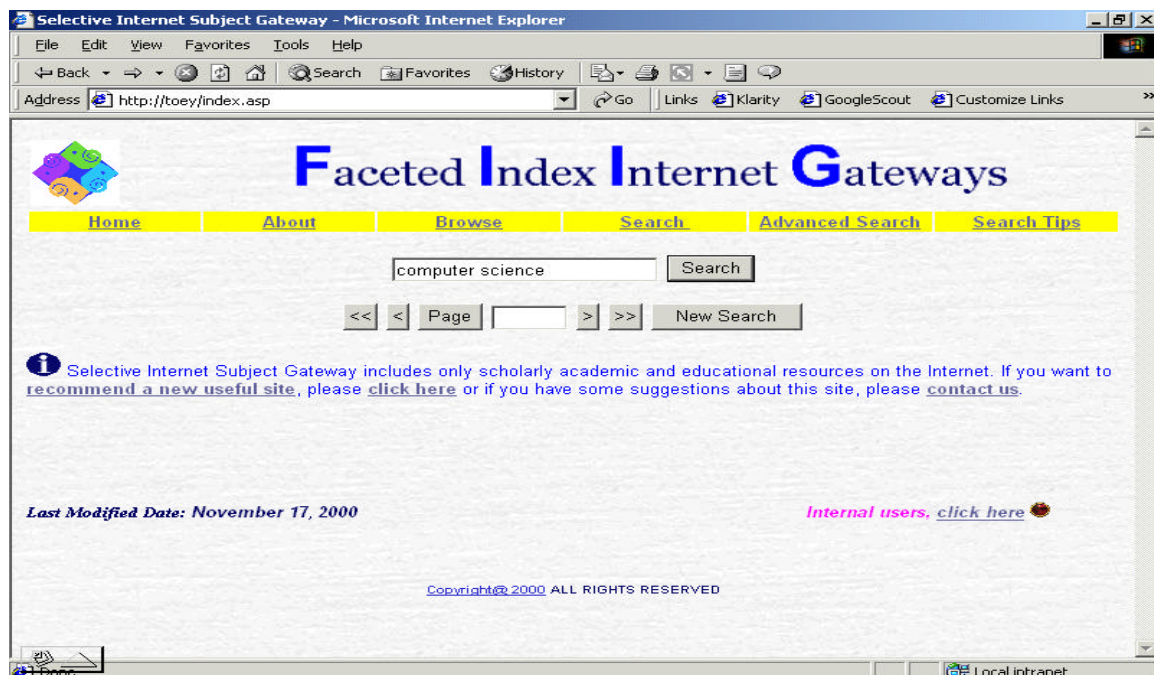 Selective Internet Subject Gateway - Microsoft Internet Explorer
File Edit View Favorites Tools Help
Back Search Favorites History
Address http://toey/index.asp Go Links Klarity GoogleScout Customize Links »
Faceted Index Internet Gateways
Home About Browse Search Advanced Search Search Tips
computer science Search
<< < Page > >> New Search
Selective Internet Subject Gateway includes only scholarly academic and educational resources on the Internet. If you want to
recommend a new useful site, please click here or if you have some suggestions about this site, please contact us.
Last Modified Date: November 17, 2000 Internal users, click here
Copyright@ 2000 ALL RIGHTS RESERVED
Done Local intranet